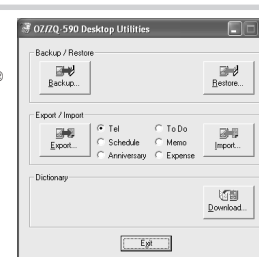 OZ/ZQ-590 Desktop Utilities
Backup / Restore
Backup... Restore...
Export / Import
Tel To Do
Schedule Memo
Anniversary Expense
Export... Import...
Dictionary
Download...
Exit